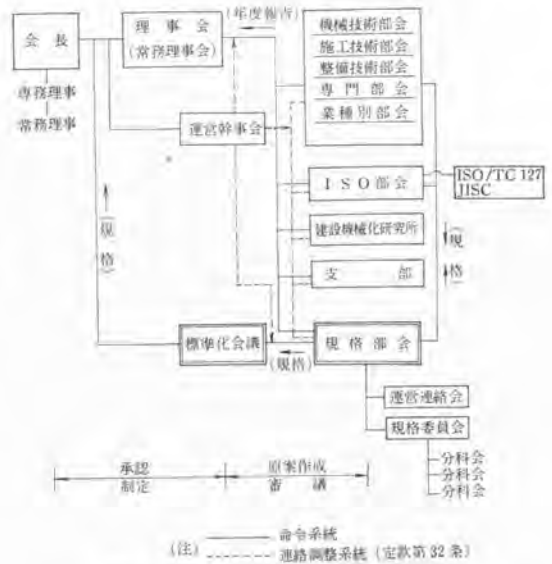 会長
専務理事
常務理事
理事会
(常務理事会)
(年度報告)
運営幹事会
機械技術部会
施工技術部会
整備技術部会
専門部会
業種別部会
ISO部会
ISO/TC 127
JISC
建設機械化研究所
支部
(規格)
(規格)
標準化会議
(規格)
規格部会
運営連絡会
規格委員会
分科会
分科会
分科会
承認
制定
原案作成
審議
(注)
命令系統
連絡調整系統 (定款第32条)